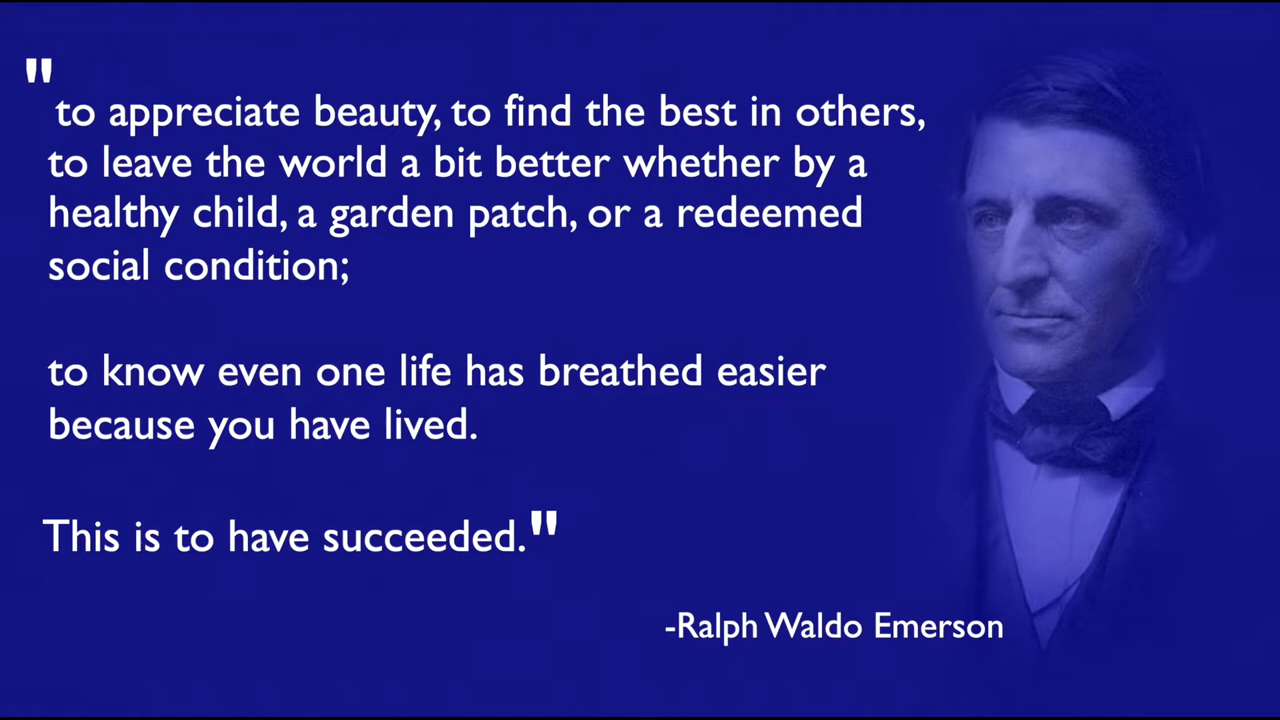 "to appreciate beauty, to find the best in others,
to leave the world a bit better whether by a
healthy child, a garden patch, or a redeemed
social condition;
to know even one life has breathed easier
because you have lived.
This is to have succeeded."
-Ralph Waldo Emerson